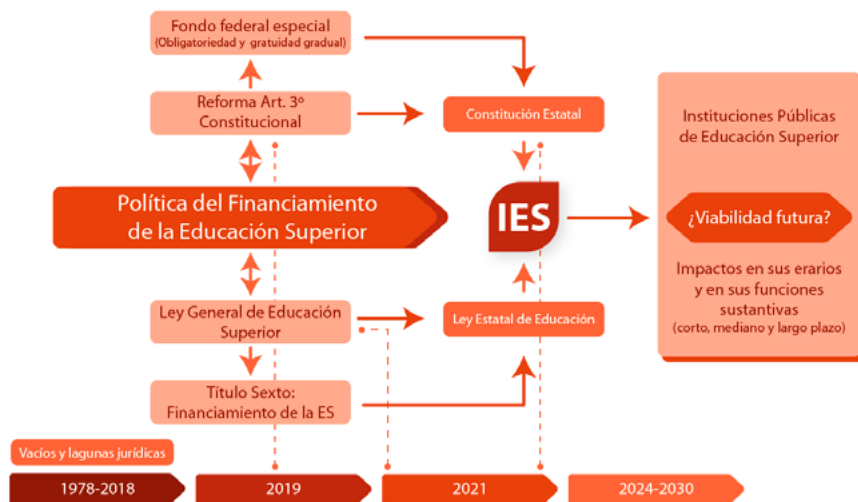 Fondo federal especial
(Obligatoriedad y gratuidad gradual)
Reforma Art. 3º
Constitucional
Constitución Estatal
Política del Financiamiento
de la Educación Superior
IES
Ley General de Educación
Superior
Ley Estatal de Educación
Título Sexto:
Financiamiento de la ES
Instituciones Públicas
de Educación Superior
¿Viabilidad futura?
Impactos en sus erarios
y en sus funciones
sustantivas
(corto, mediano y largo plazo)
Vacíos y lagunas jurídicas
1978-2018
2019
2021
2024-2030